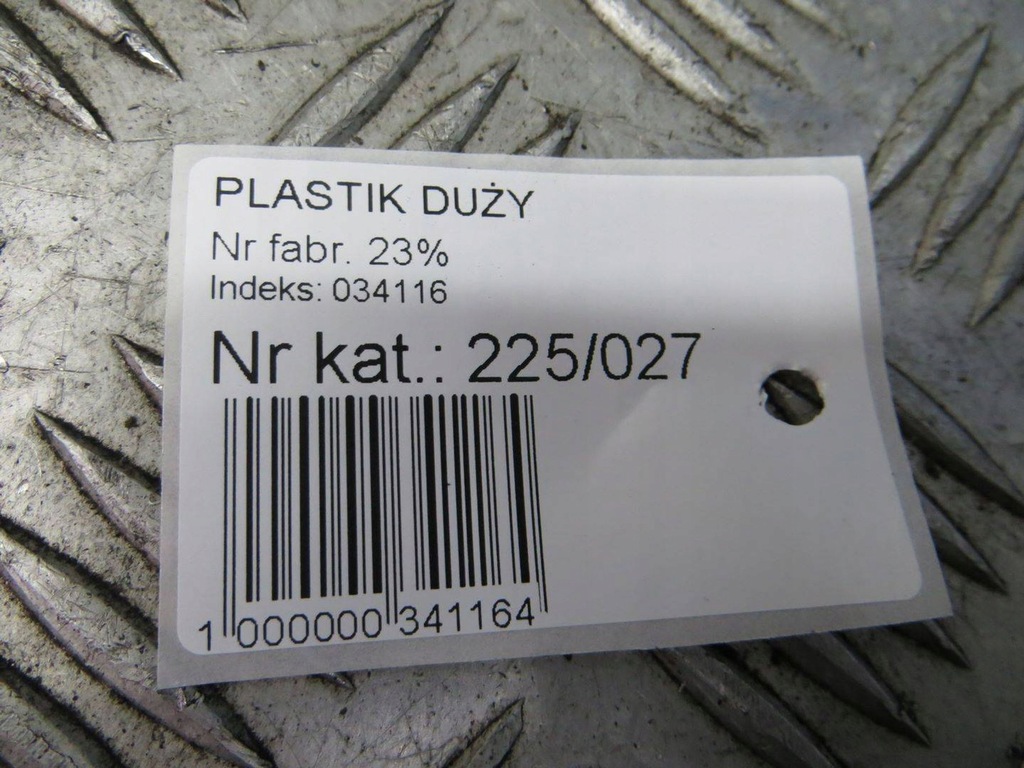 PLASTIK DUŻY
Nr fabr. 23%
Indeks: 034116
Nr kat.: 225/027
1 000000 341164